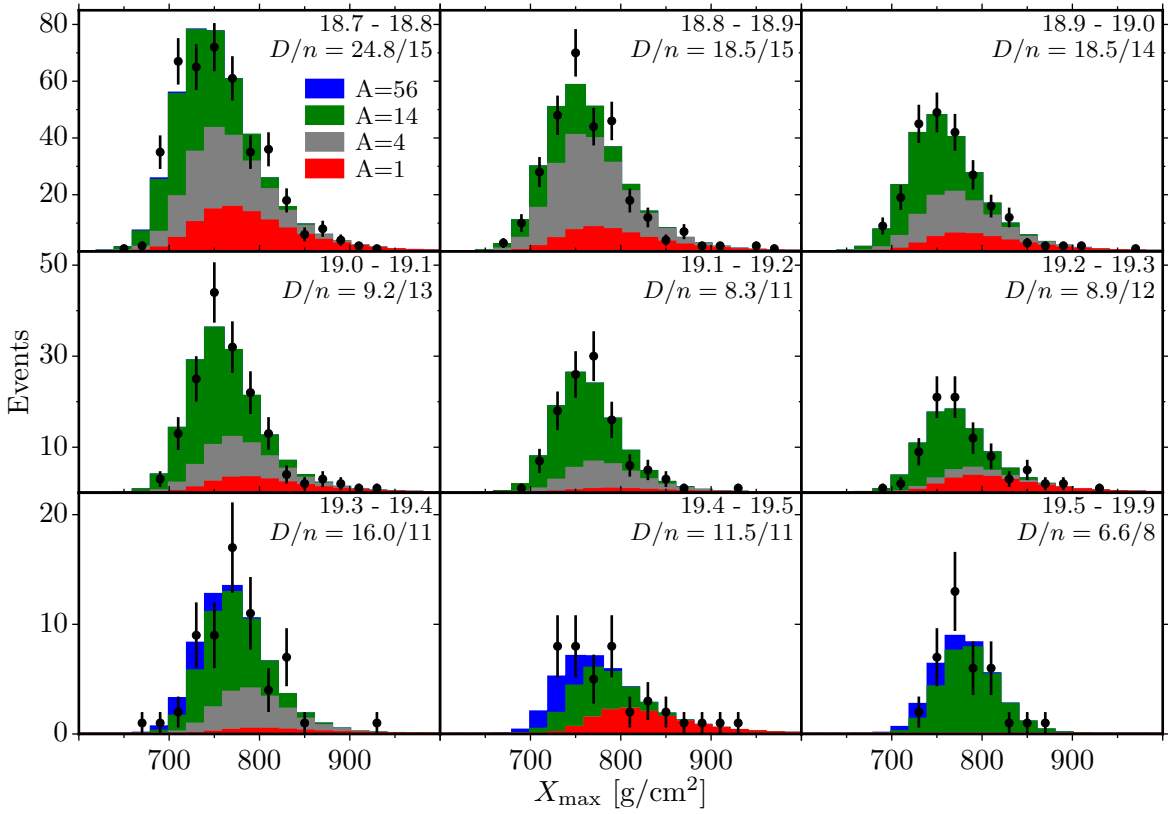 80
60
40
20
0
18.7 - 18.8
D/n = 24.8/15
A=56
A=14
A=4
A=1
18.8 - 18.9
D/n = 18.5/15
18.9 - 19.0
D/n = 18.5/14
Events
50
30
10
19.0 - 19.1
D/n = 9.2/13
19.1 - 19.2
D/n = 8.3/11
19.2 - 19.3
D/n = 8.9/12
20
10
0
19.3 - 19.4
D/n = 16.0/11
19.4 - 19.5
D/n = 11.5/11
19.5 - 19.9
D/n = 6.6/8
700 800 900 700 800 900 700 800 900
X_max [g/cm²]